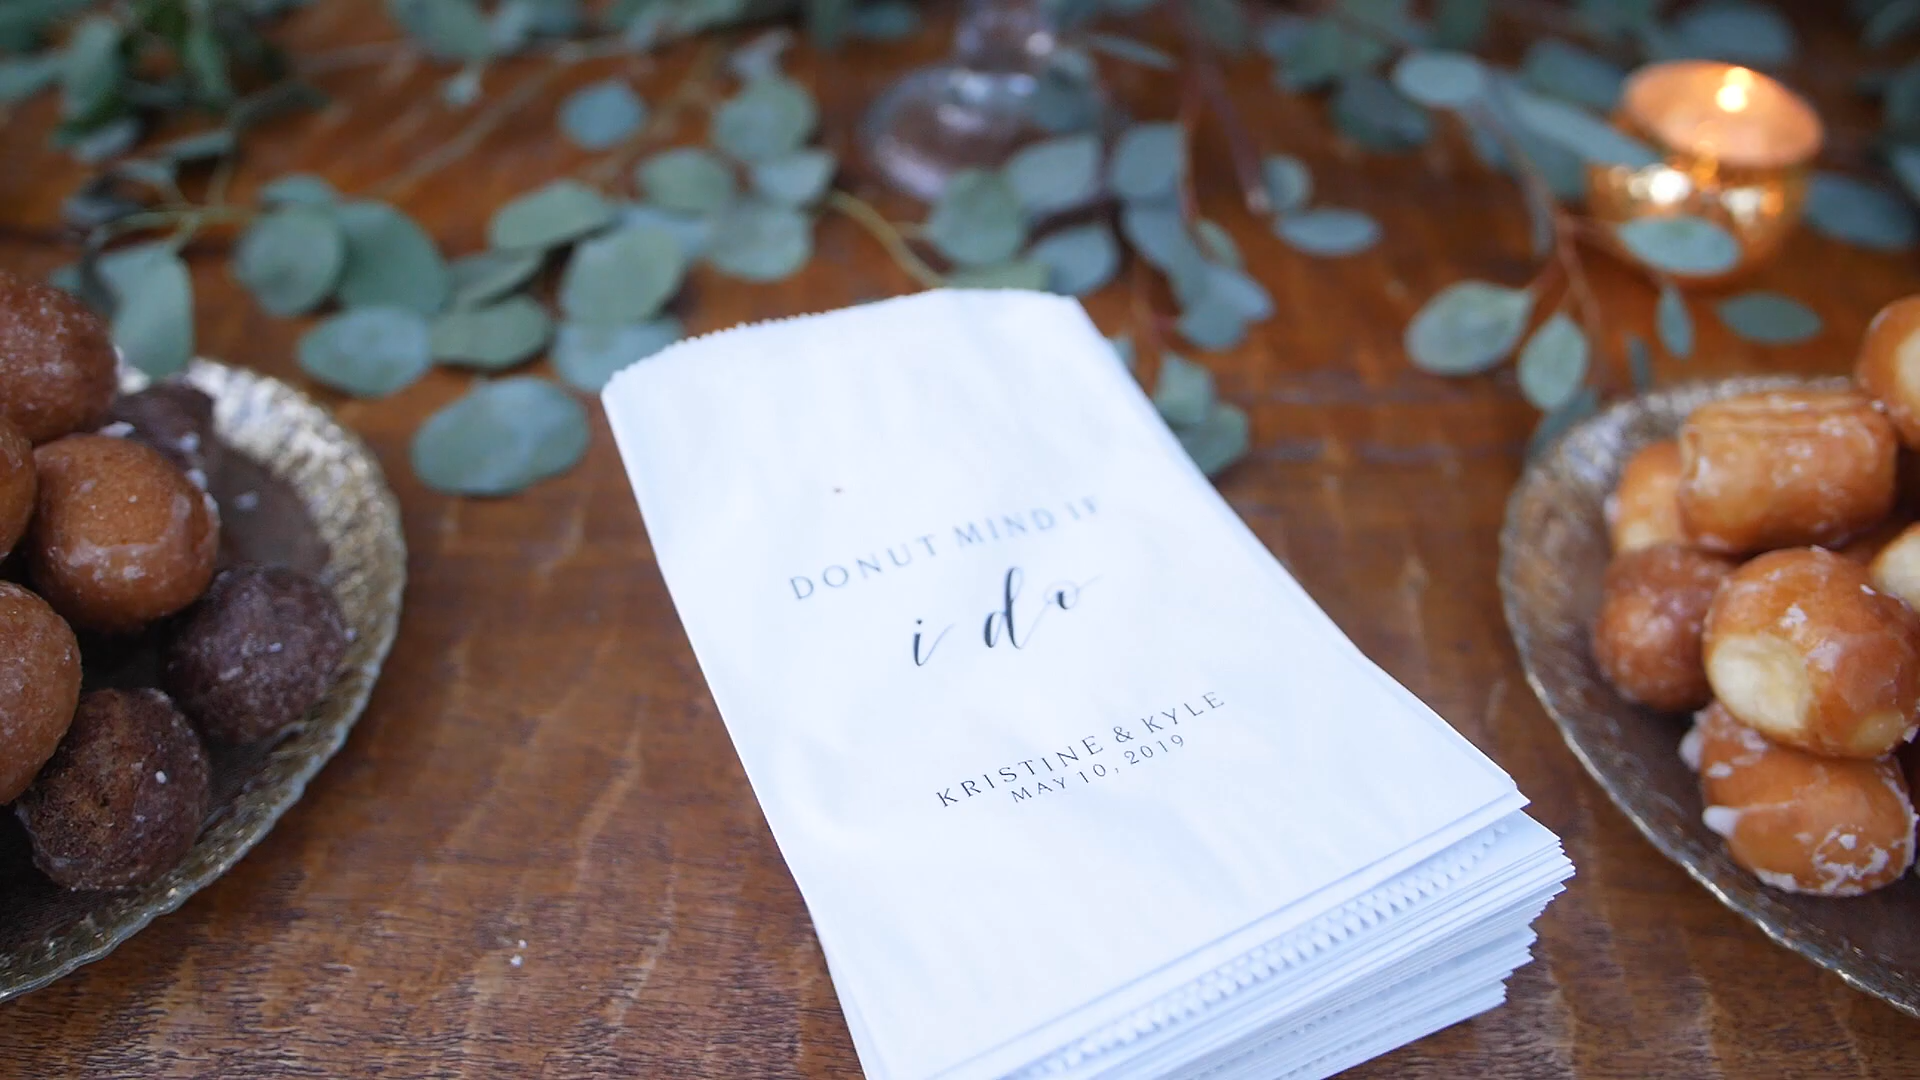 DONUT MIND IF
i do
KRISTINE & KYLE
MAY 10, 2019